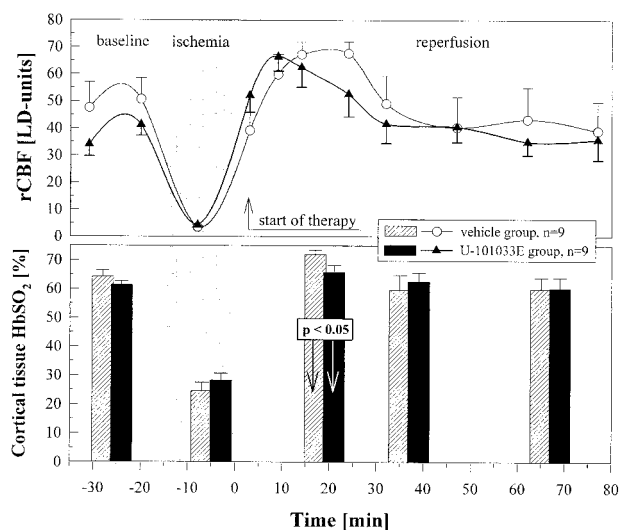 80
70
60
50
40
30
20
10
0
rCBF [LD-units]
baseline ischemia reperfusion
start of therapy
vehicle group, n=9
U-101033E group, n=9
70
60
50
40
30
20
10
0
Cortical tissue HbSO2 [%]
p < 0.05
-30 -20 -10 0 10 20 30 40 50 60 70 80
Time [min]